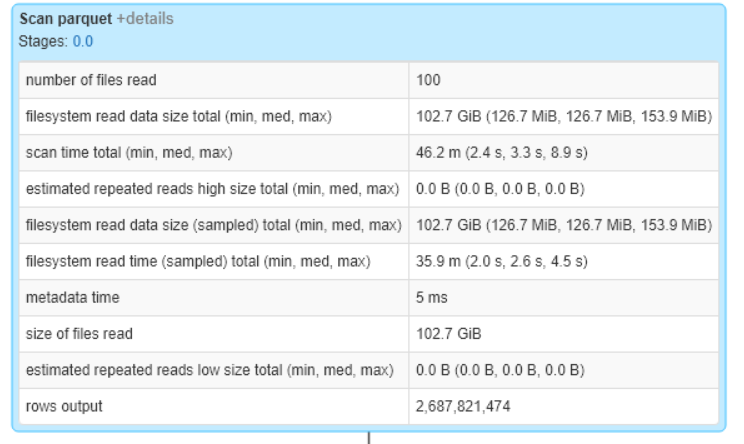 Scan parquet +details
Stages: 0.0
number of files read 100
filesystem read data size total (min, med, max) 102.7 GiB (126.7 MiB, 126.7 MiB, 153.9 MiB)
scan time total (min, med, max) 46.2 m (2.4 s, 3.3 s, 8.9 s)
estimated repeated reads high size total (min, med, max) 0.0 B (0.0 B, 0.0 B, 0.0 B)
filesystem read data size (sampled) total (min, med, max) 102.7 GiB (126.7 MiB, 126.7 MiB, 153.9 MiB)
filesystem read time (sampled) total (min, med, max) 35.9 m (2.0 s, 2.6 s, 4.5 s)
metadata time 5 ms
size of files read 102.7 GiB
estimated repeated reads low size total (min, med, max) 0.0 B (0.0 B, 0.0 B, 0.0 B)
rows output 2,687,821,474